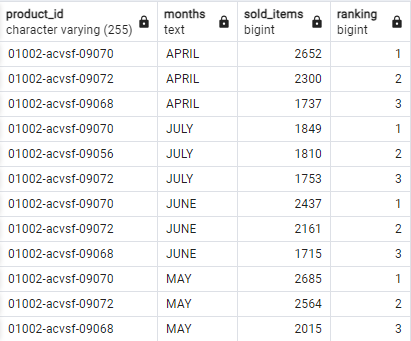 product_id months sold_items ranking
character varying (255) text bigint bigint
01002-acvsf-09070 APRIL 2652 1
01002-acvsf-09072 APRIL 2300 2
01002-acvsf-09068 APRIL 1737 3
01002-acvsf-09070 JULY 1849 1
01002-acvsf-09056 JULY 1810 2
01002-acvsf-09072 JULY 1753 3
01002-acvsf-09070 JUNE 2437 1
01002-acvsf-09072 JUNE 2161 2
01002-acvsf-09068 JUNE 1715 3
01002-acvsf-09070 MAY 2685 1
01002-acvsf-09072 MAY 2564 2
01002-acvsf-09068 MAY 2015 3